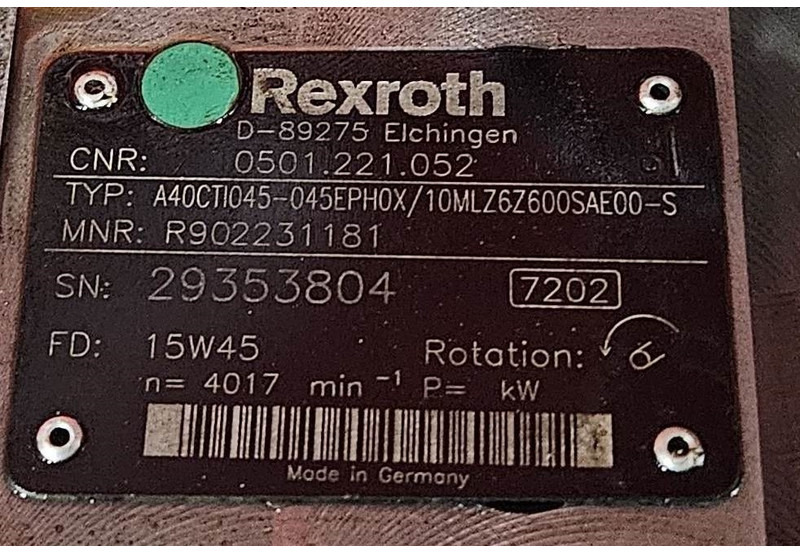 Rexroth
D-89275 Elchingen
CNR: 0501.221.052
TYP: A40CTI045-045EPH0X/10MLZ6Z600SAE00-S
MNR: R902231181
SN: 29353804 7202
FD: 15W45 Rotation:
n= 4017 min -1 P= kW
Made in Germany